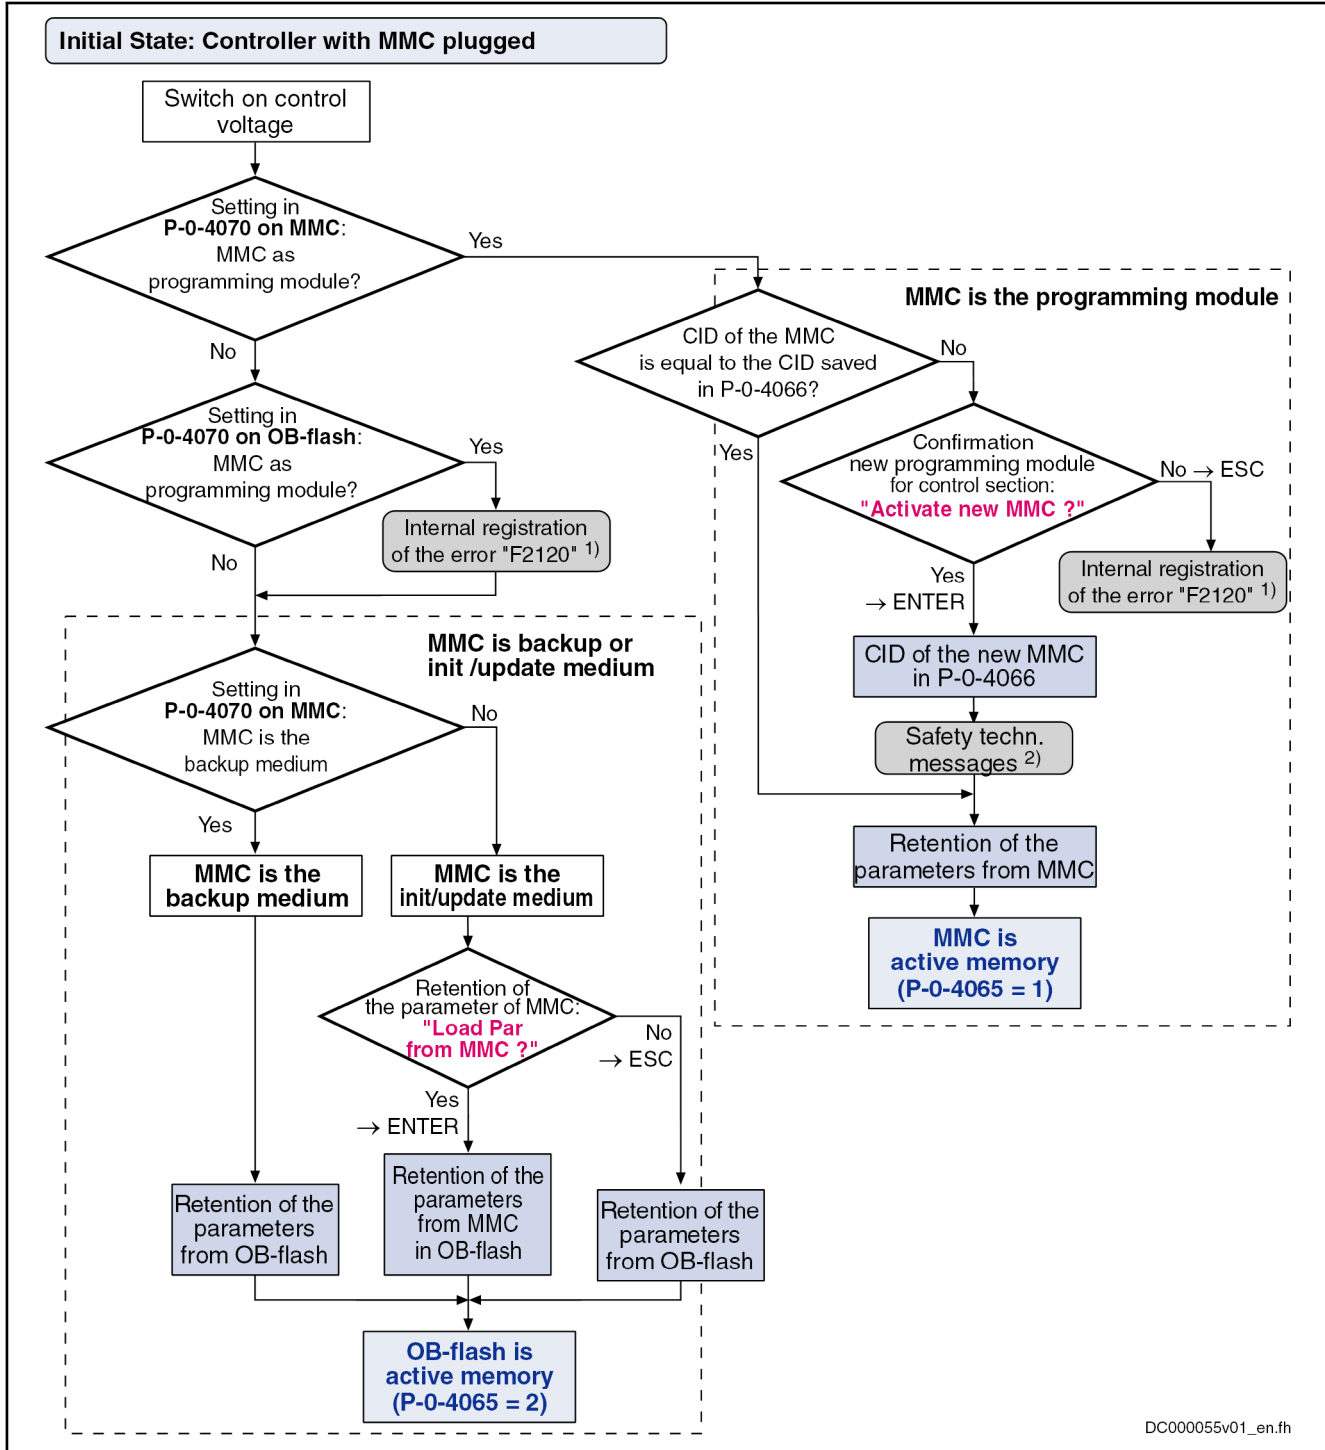 Initial State: Controller with MMC plugged
Switch on control
voltage
Setting in
P-0-4070 on MMC:
MMC as
programming module?
Yes
No
MMC is the programming module
CID of the MMC
is equal to the CID saved
in P-0-4066?
No
Yes
Setting in
P-0-4070 on OB-flash:
MMC as
programming module?
Yes
No
Internal registration
of the error "F2120" 1)
Confirmation
new programming module
for control section:
"Activate new MMC ?"
No → ESC
Yes
→ ENTER
Internal registration
of the error "F2120" 1)
CID of the new MMC
in P-0-4066
Safety techn.
messages 2)
Retention of the
parameters from MMC
MMC is
active memory
(P-0-4065 = 1)
MMC is backup or
init /update medium
Setting in
P-0-4070 on MMC:
MMC is the
backup medium
No
Yes
MMC is the
backup medium
MMC is the
init/update medium
Retention of
the parameter of MMC:
"Load Par
from MMC ?"
No
→ ESC
Yes
→ ENTER
Retention of the
parameters
from OB-flash
Retention of the
parameters
from MMC
in OB-flash
Retention of the
parameters
from OB-flash
OB-flash is
active memory
(P-0-4065 = 2)
DC000055v01_en.fh